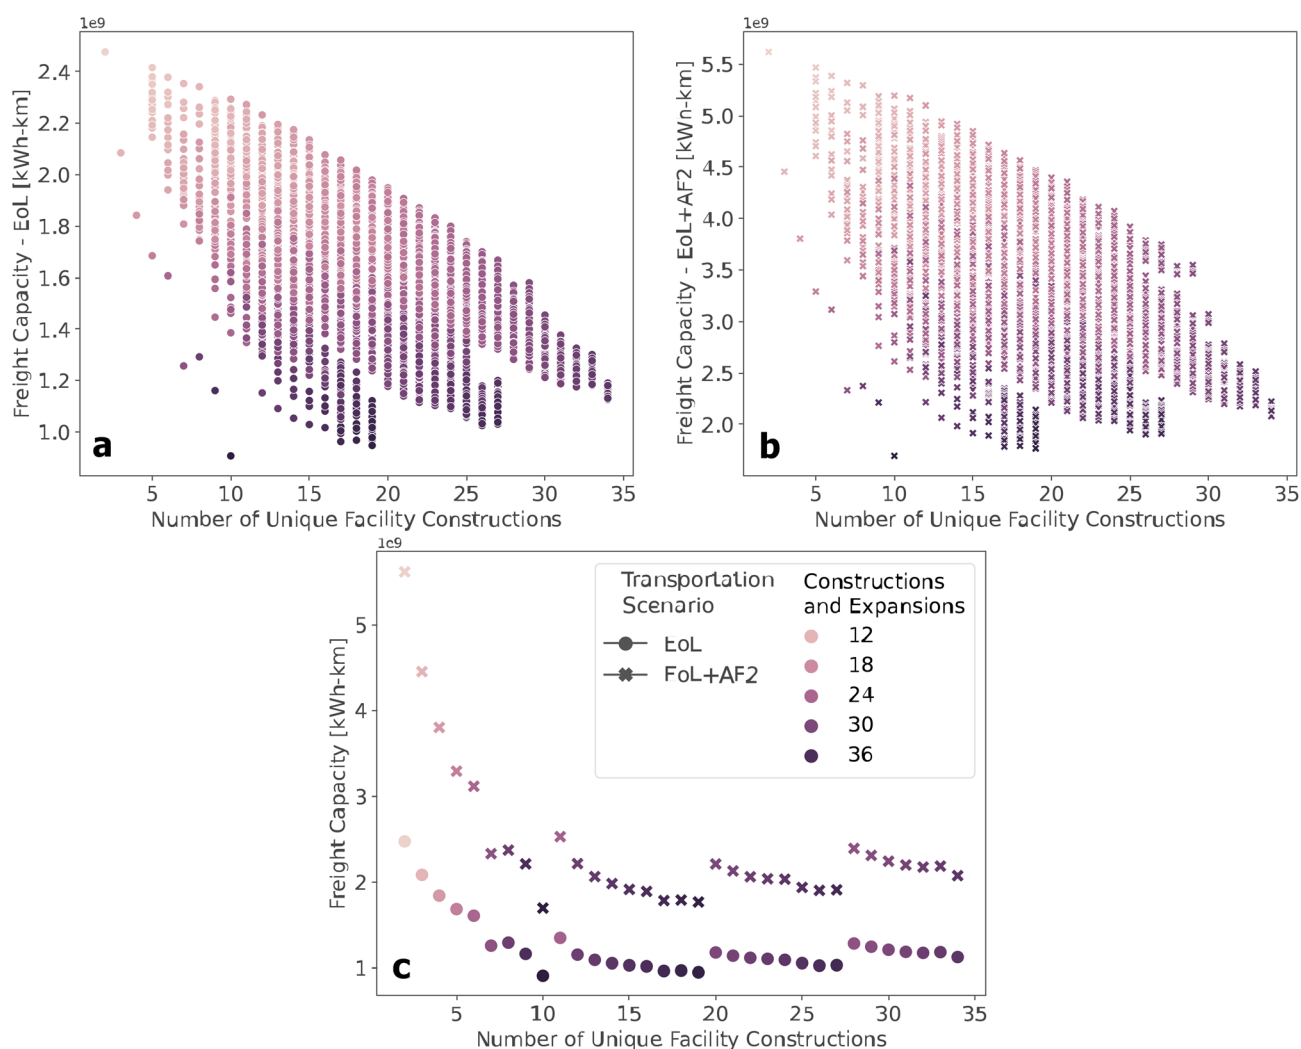 1e9
Freight Capacity - EoL [kWh-km]
2.4
2.2
2.0
1.8
1.6
1.4
1.2
1.0
a
5 10 15 20 25 30 35
Number of Unique Facility Constructions
1e9
Freight Capacity - EoL+AF2 [kWn-km]
5.5
5.0
4.5
4.0
3.5
3.0
2.5
2.0
b
5 10 15 20 25 30 35
Number of Unique Facility Constructions
1e9
Freight Capacity [kWh-km]
5
4
3
2
1
c
5 10 15 20 25 30 35
Number of Unique Facility Constructions
Transportation
Scenario
EoL
FoL+AF2
Constructions
and Expansions
12
18
24
30
36